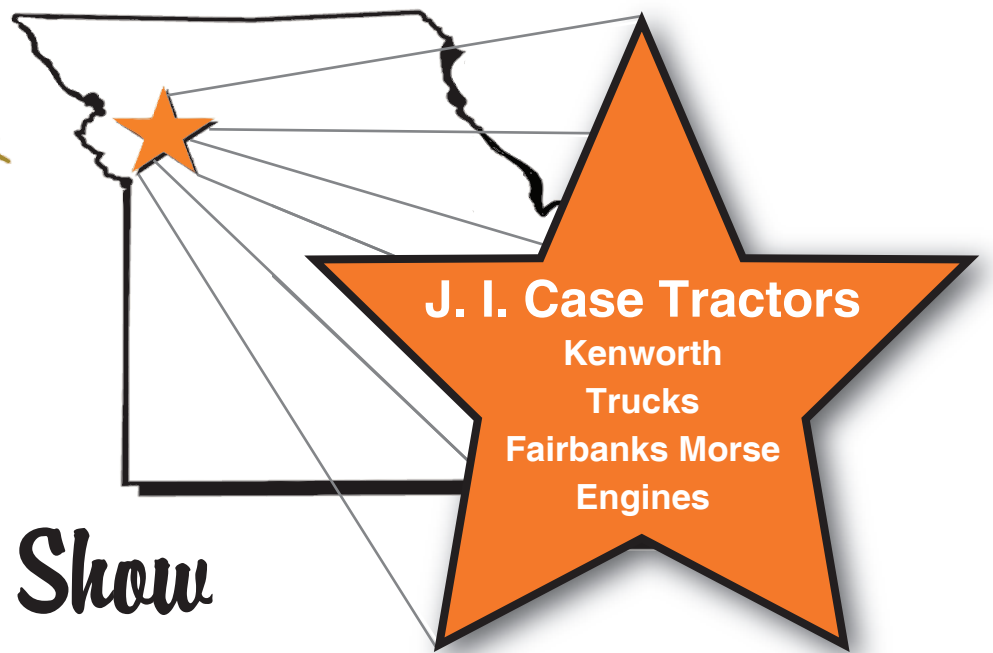 J. I. Case Tractors
Kenworth
Trucks
Fairbanks Morse
Engines
Show